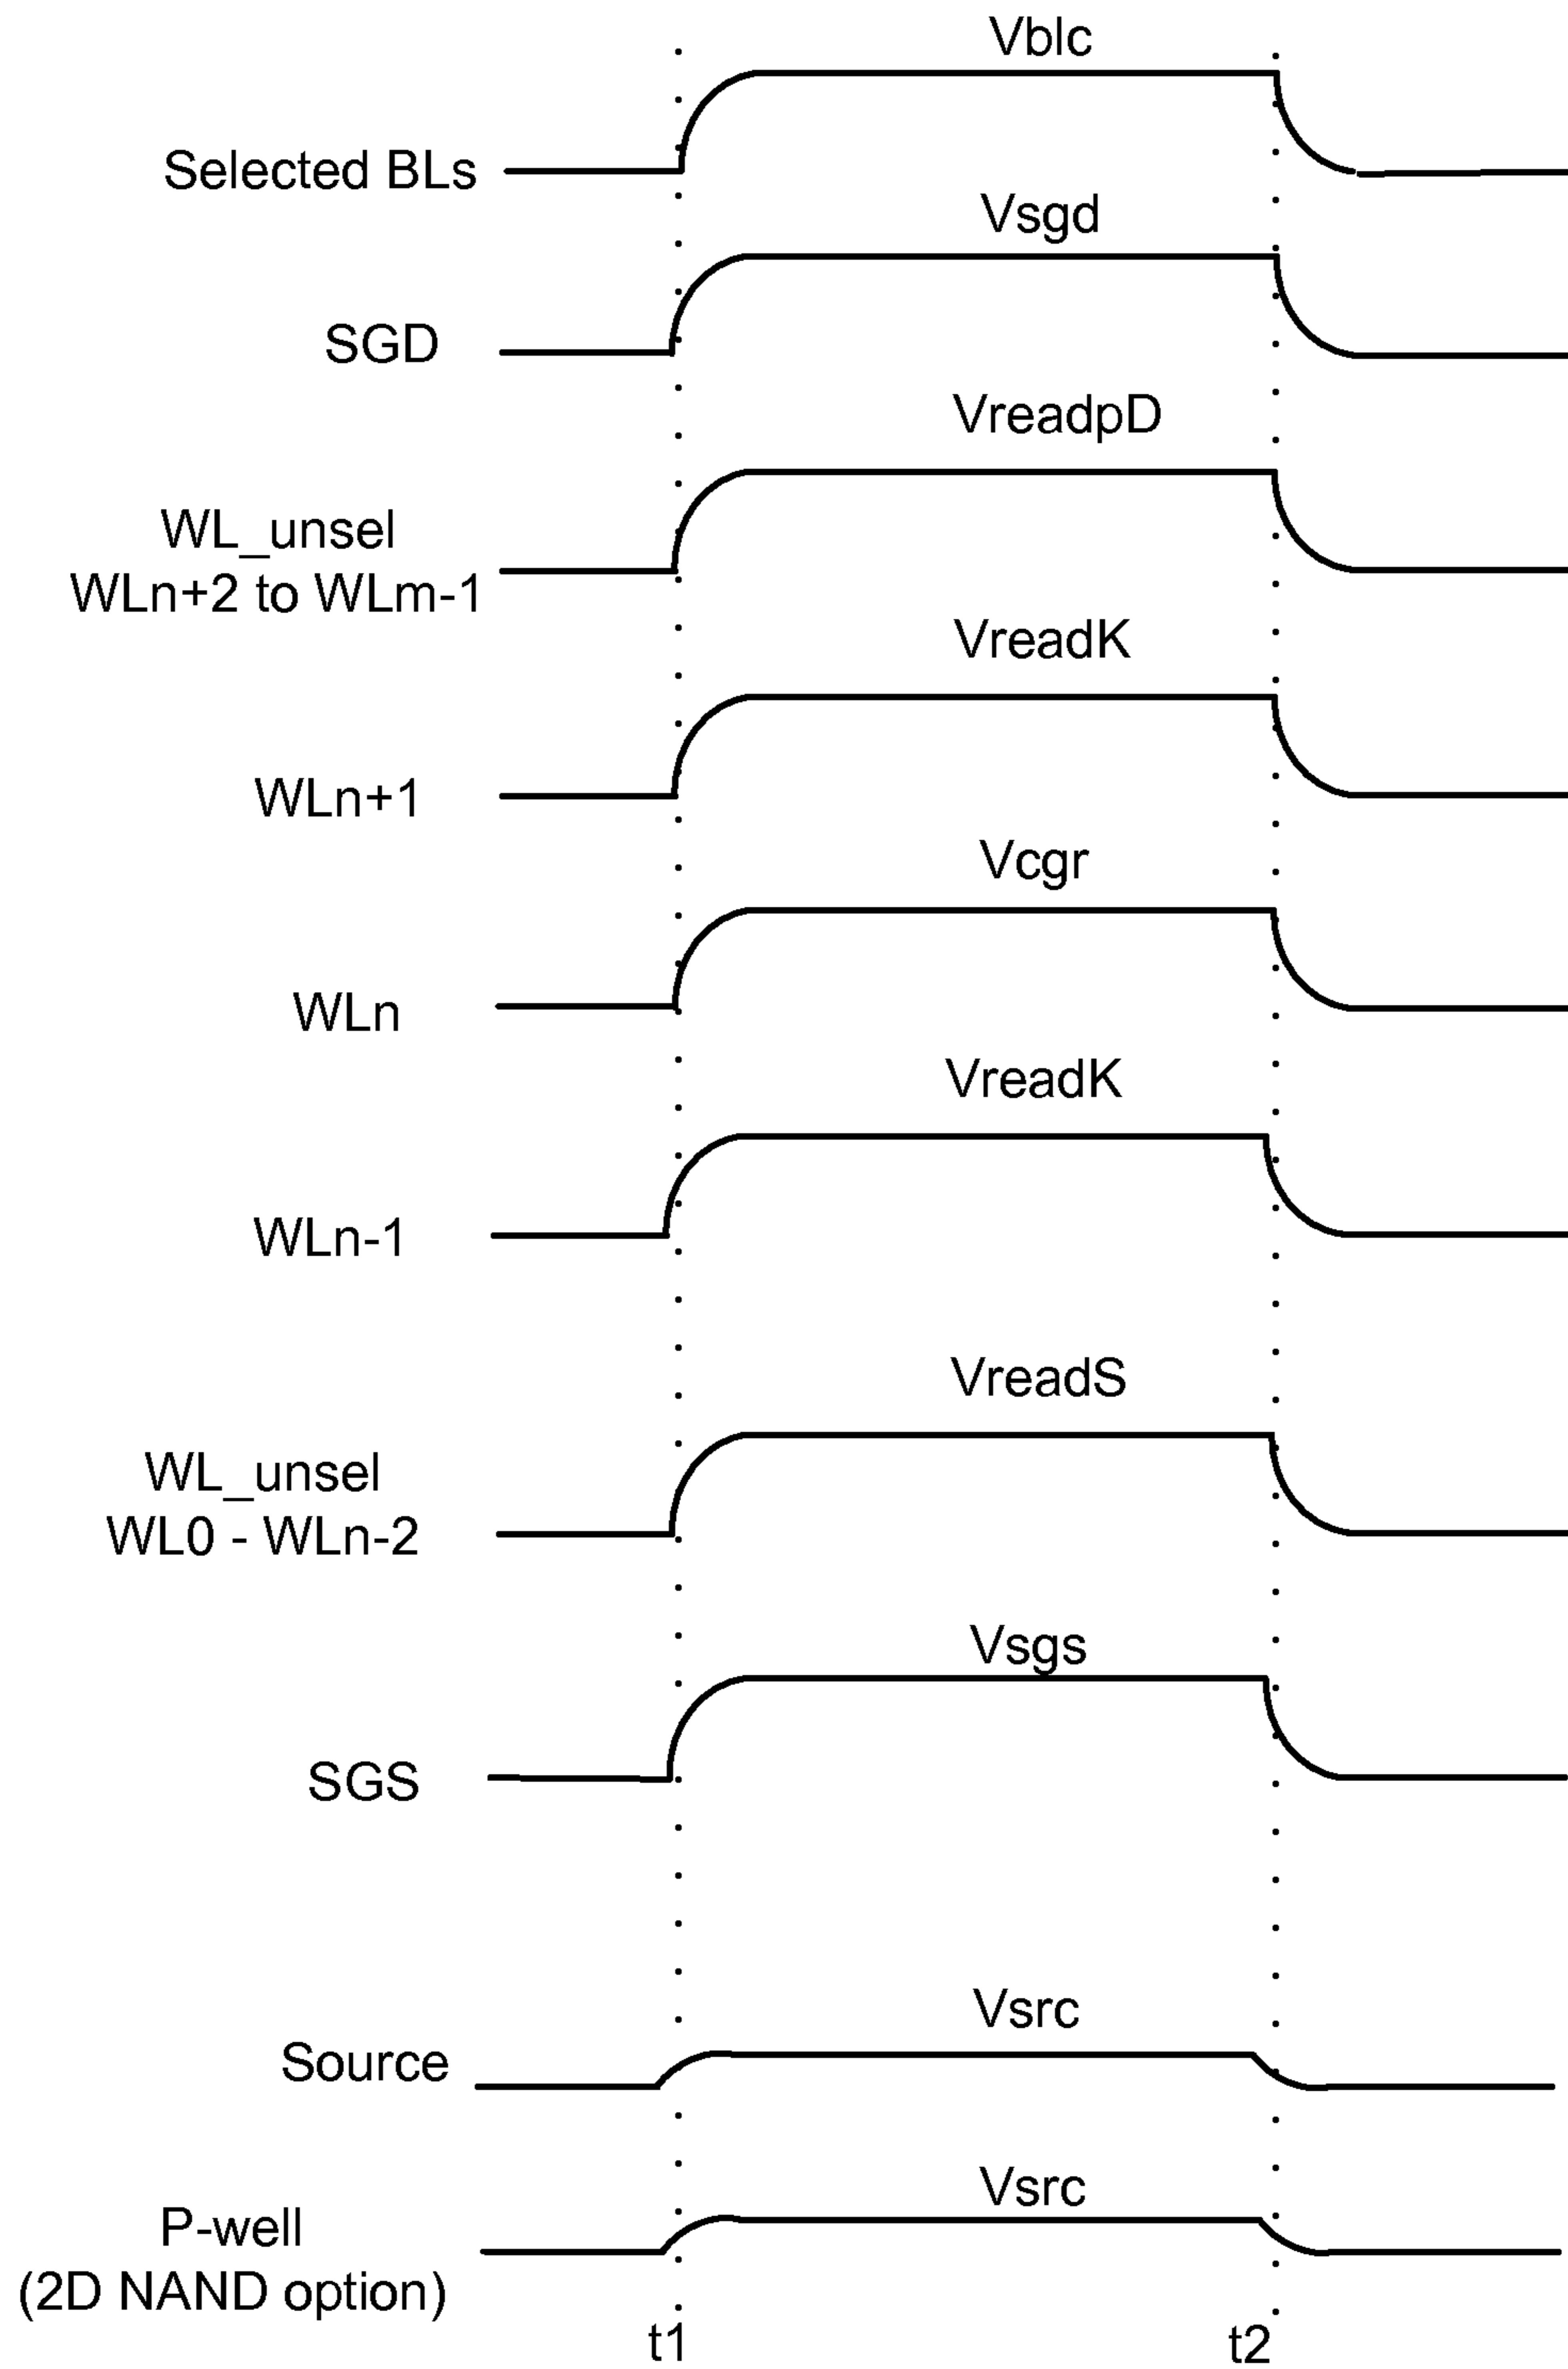 Vblc
Selected BLs
Vsgd
SGD
VreadpD
WL_unsel
WLn+2 to WLm-1
VreadK
WLn+1
Vcgr
WLn
VreadK
WLn-1
VreadS
WL_unsel
WL0 - WLn-2
Vsgs
SGS
Vsrc
Source
Vsrc
P-well
(2D NAND option)
t1
t2